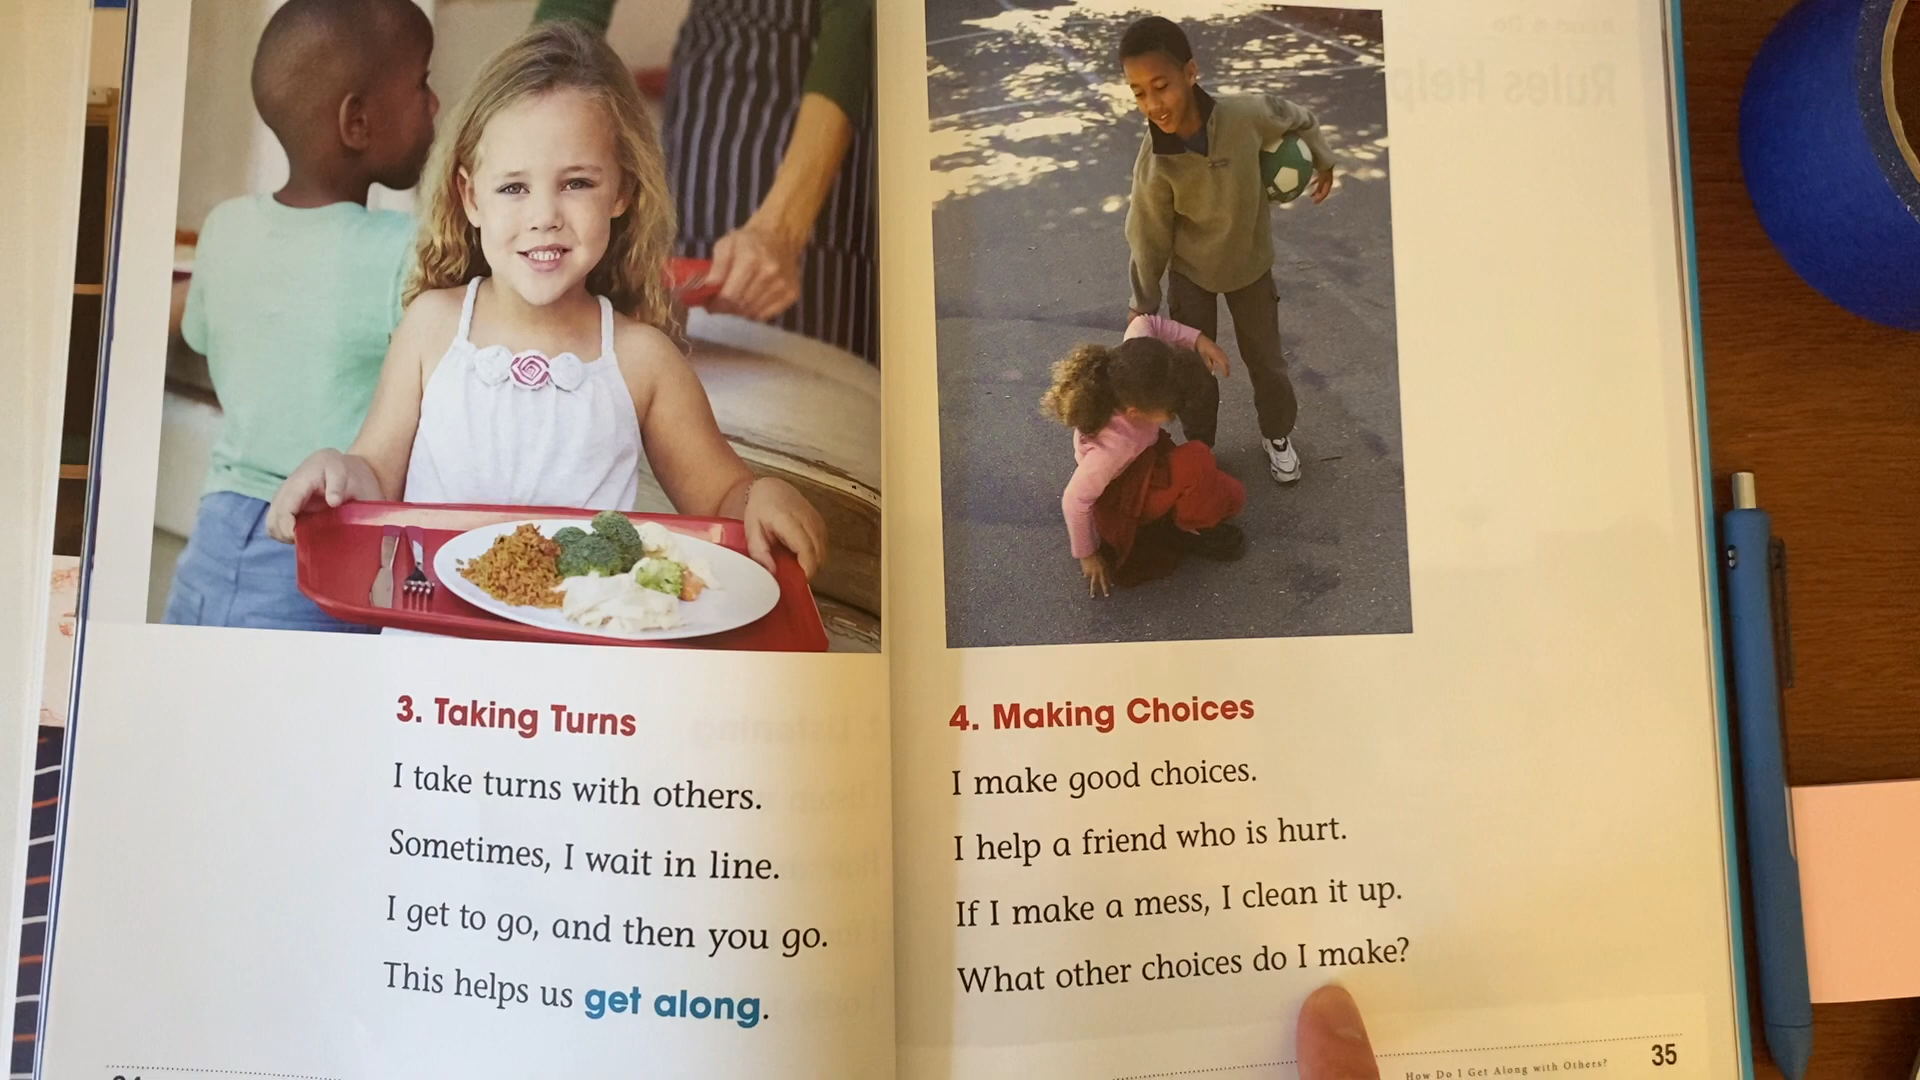 3. Taking Turns
I take turns with others.
Sometimes, I wait in line.
I get to go, and then you go.
This helps us get along.
4. Making Choices
I make good choices.
I help a friend who is hurt.
If I make a mess, I clean it up.
What other choices do I make?
How Do I Get Along with Others? 35